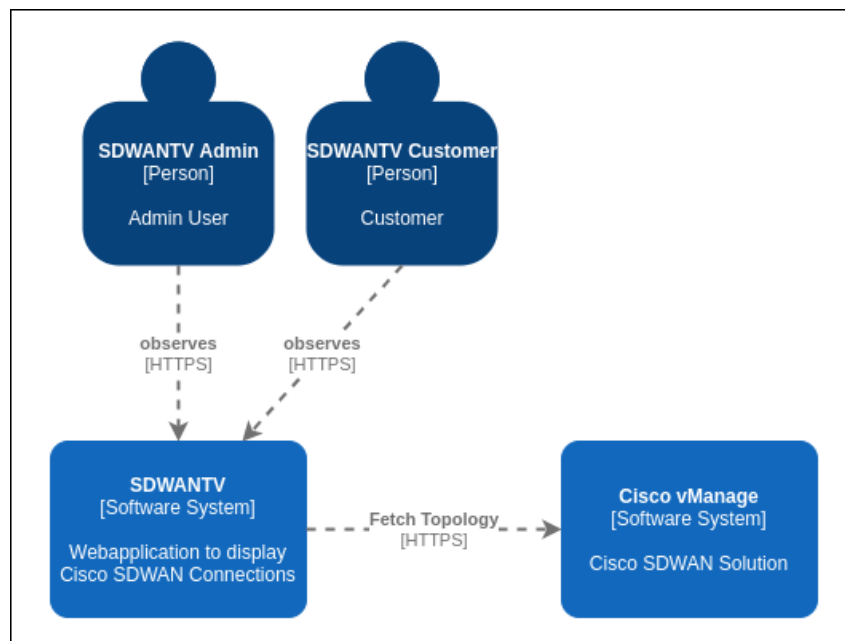 SDWANTV Admin
[Person]
Admin User
SDWANTV Customer
[Person]
Customer
observes
[HTTPS]
observes
[HTTPS]
SDWANTV
[Software System]
Webapplication to display
Cisco SDWAN Connections
Fetch Topology
[HTTPS]
Cisco vManage
[Software System]
Cisco SDWAN Solution